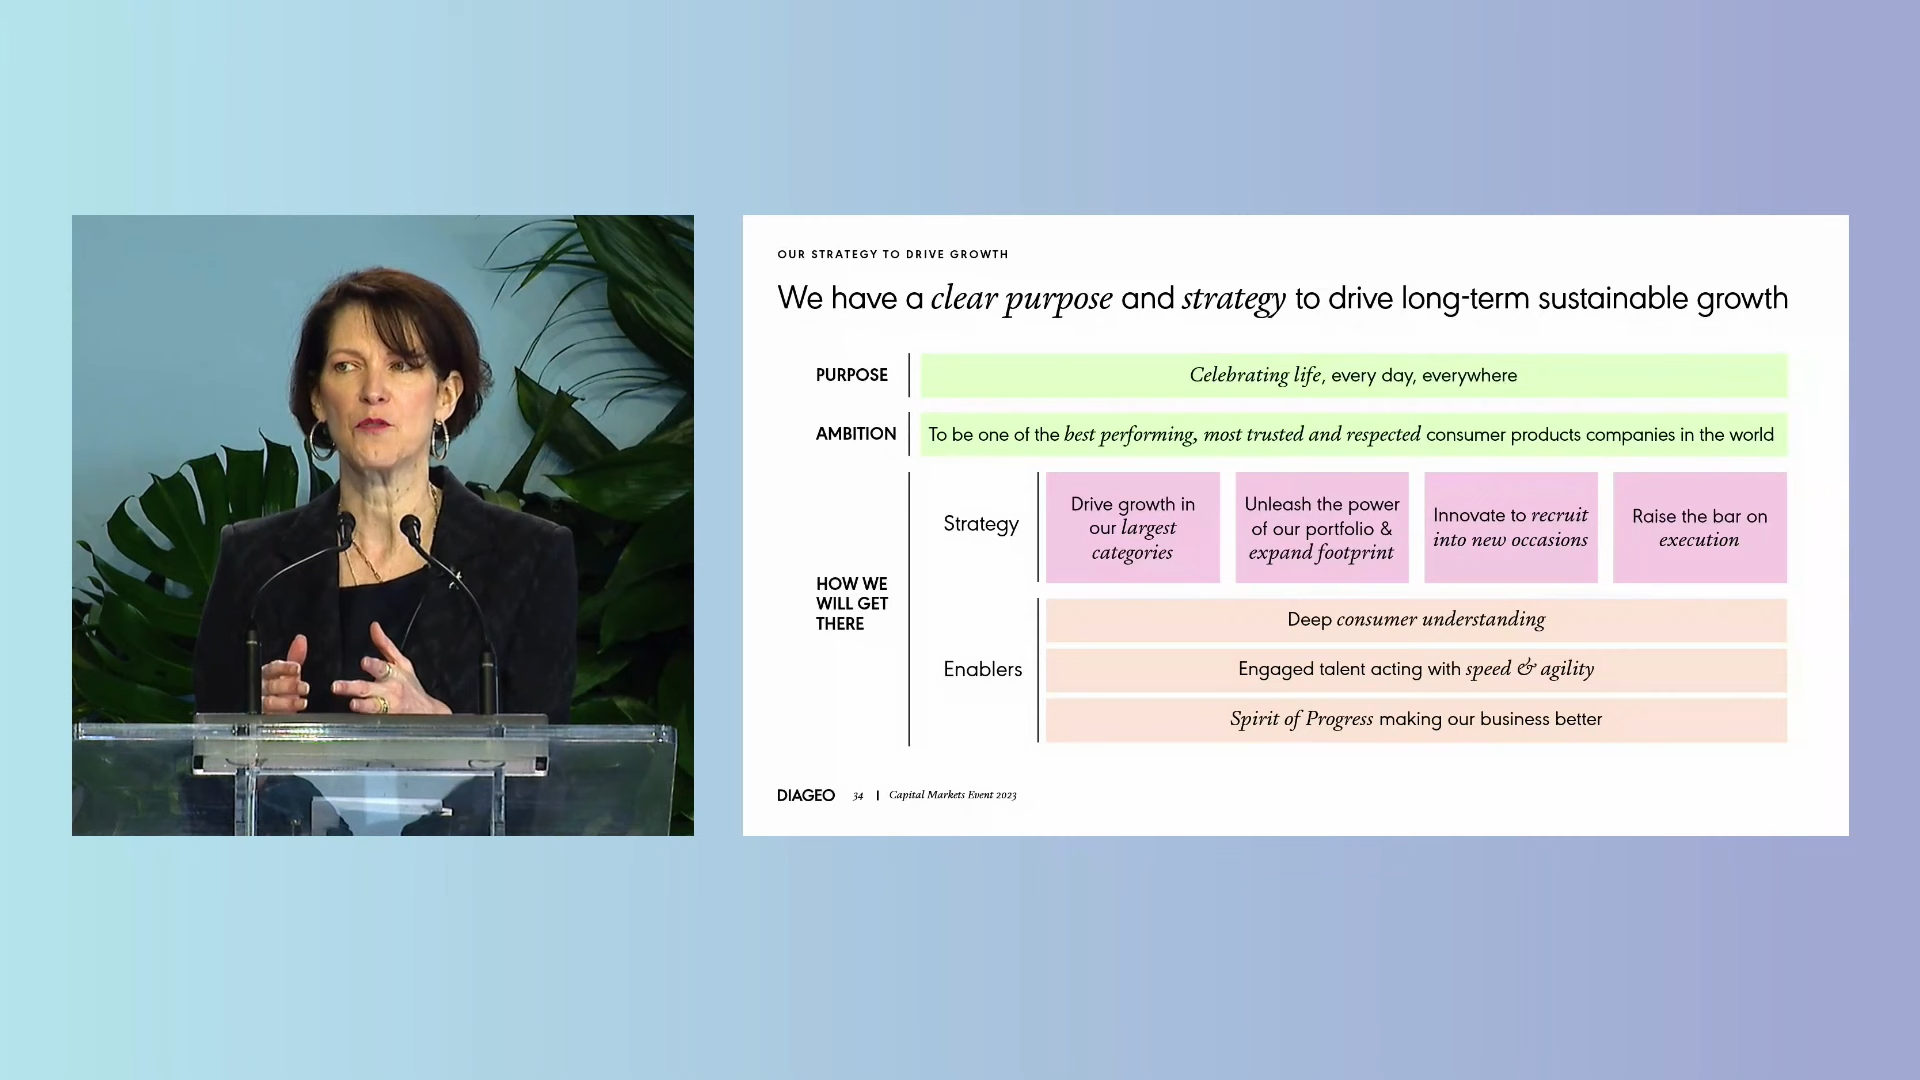 OUR STRATEGY TO DRIVE GROWTH
We have a clear purpose and strategy to drive long-term sustainable growth
PURPOSE
Celebrating life, every day, everywhere
AMBITION
To be one of the best performing, most trusted and respected consumer products companies in the world
HOW WE
WILL GET
THERE
Strategy
Drive growth in
our largest
categories
Unleash the power
of our portfolio &
expand footprint
Innovate to recruit
into new occasions
Raise the bar on
execution
Enablers
Deep consumer understanding
Engaged talent acting with speed & agility
Spirit of Progress making our business better
DIAGEO 34 | Capital Markets Event 2023